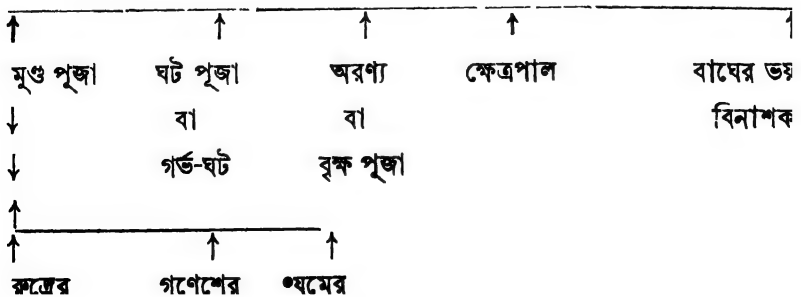 মুণ্ড পূজা ঘট পূজা অরণ্য ক্ষেত্রপাল বাঘের ভয়
বা বা বিনাশক
গর্ভ-ঘট বৃক্ষ পূজা
রুদ্রের গণেশের যমের